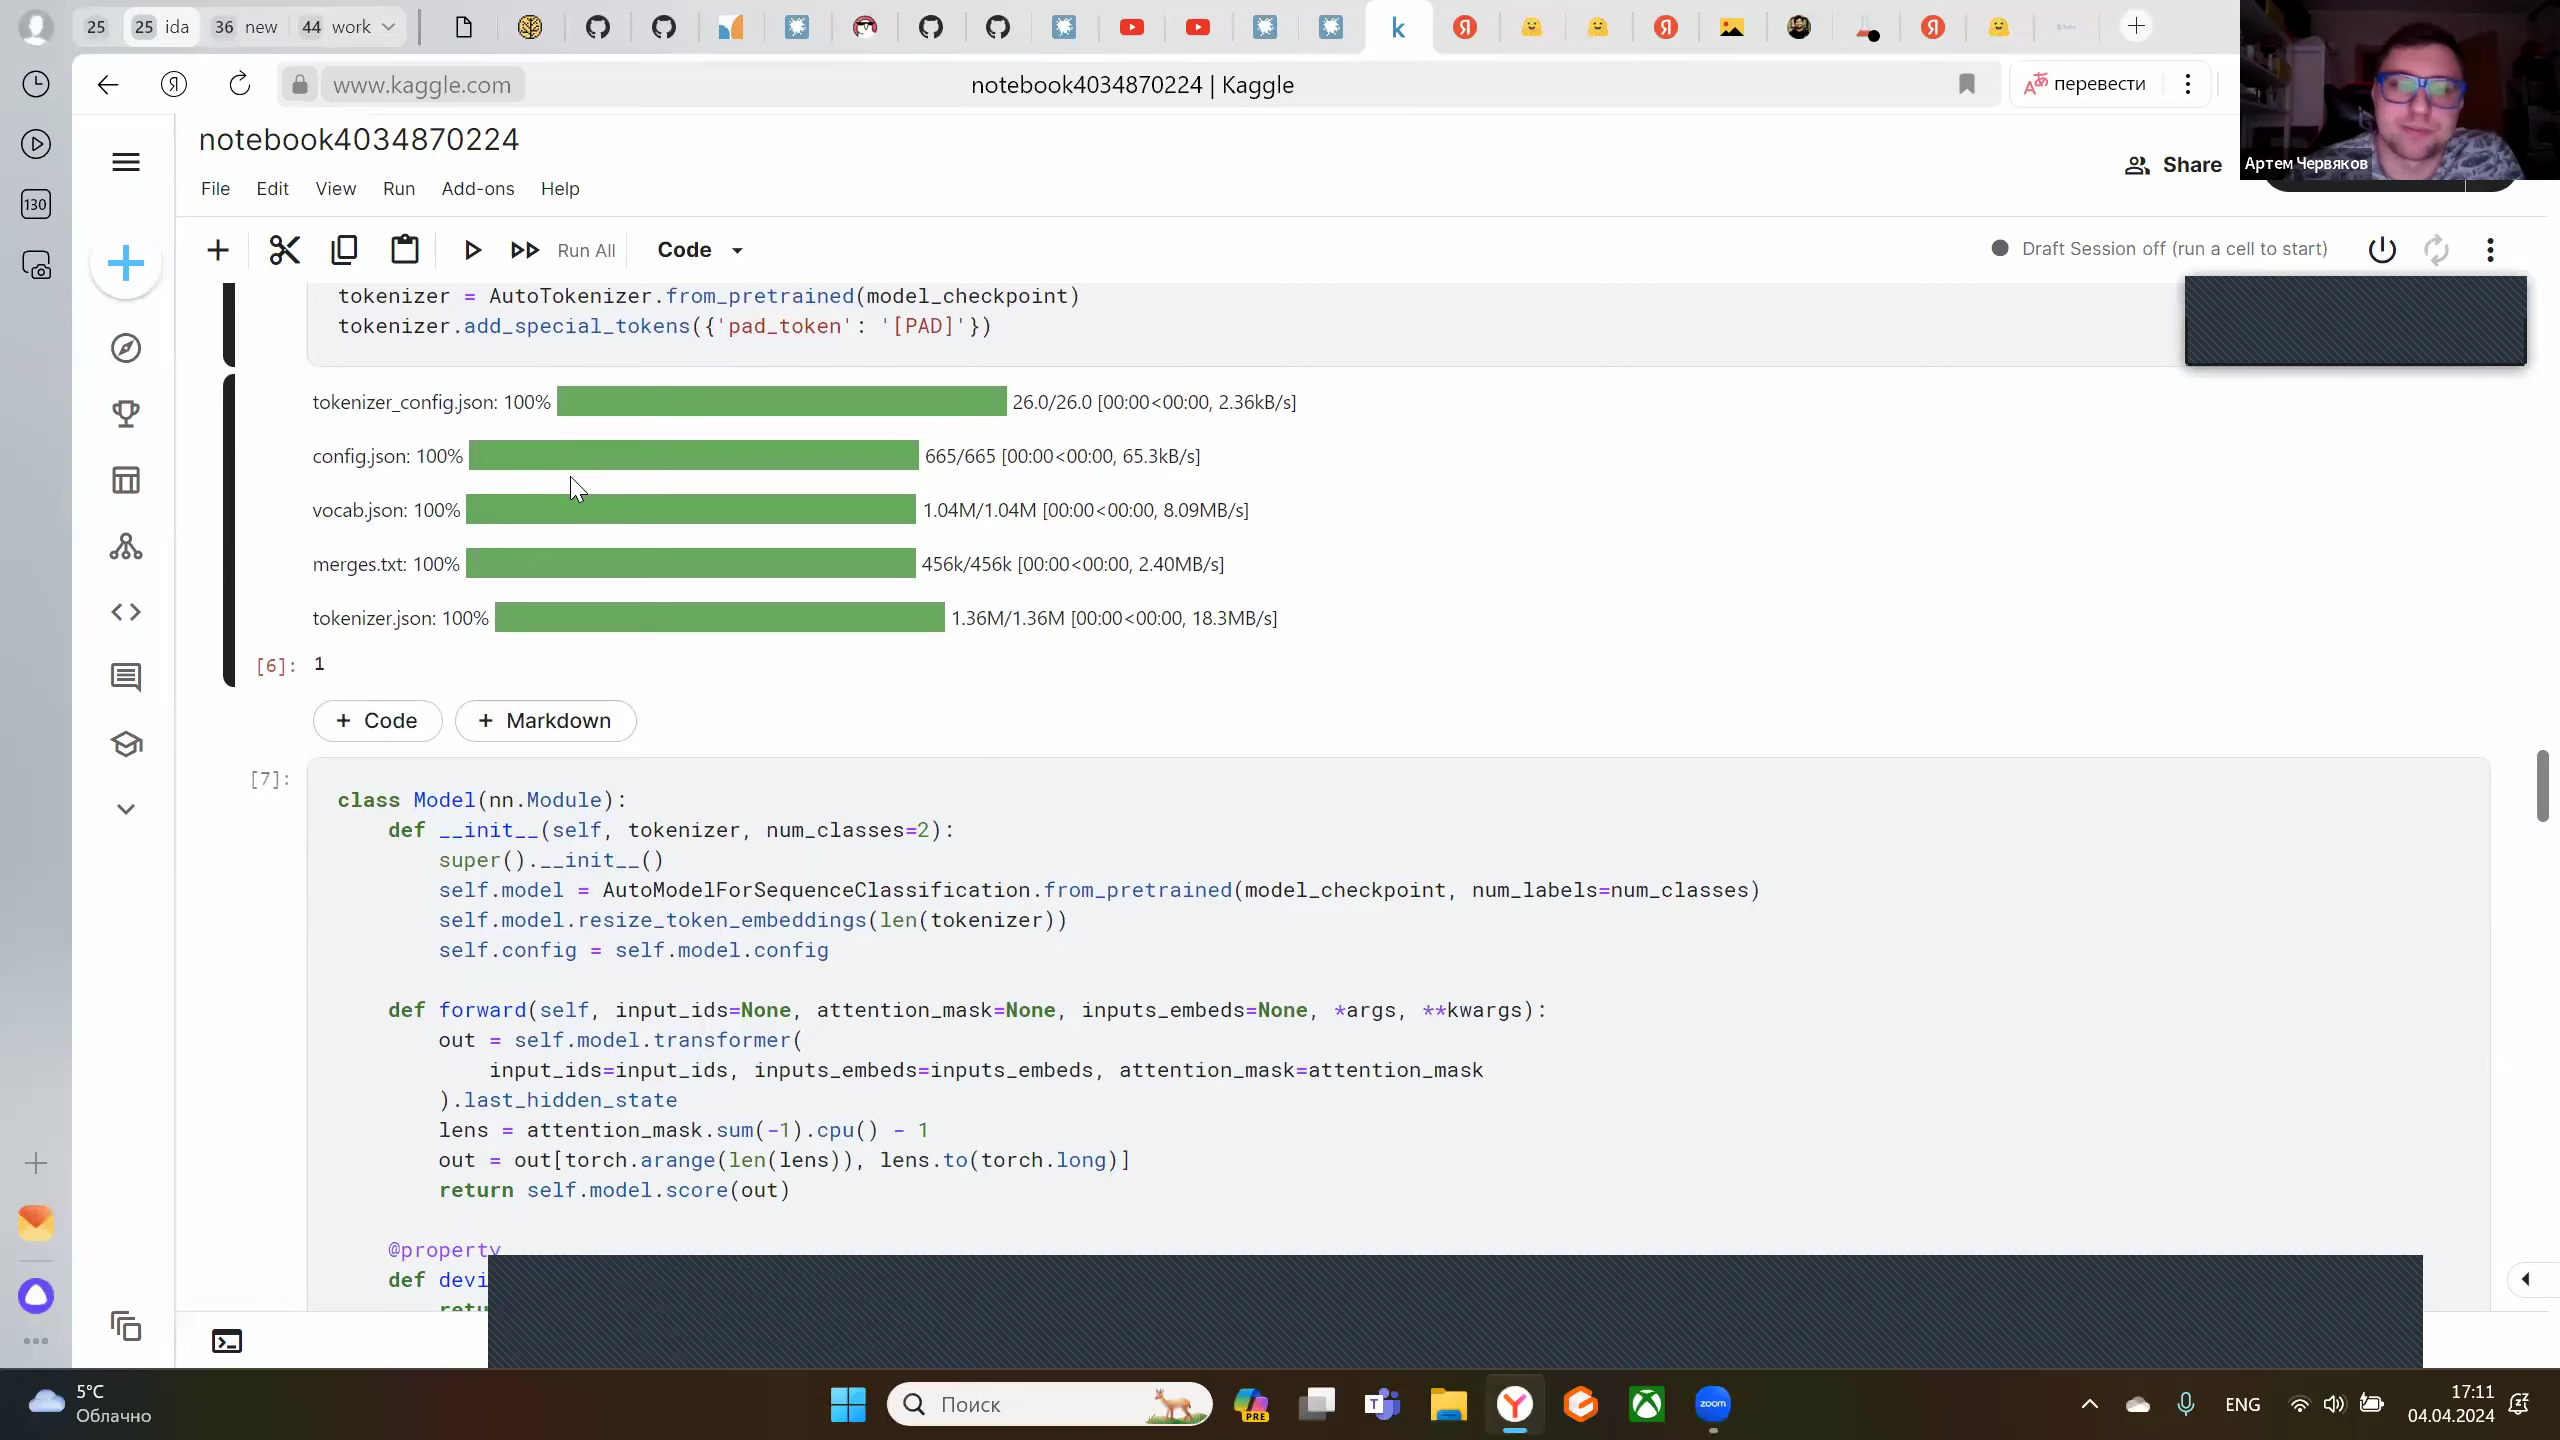 25
25 ida
36 new
44 work
www.kaggle.com
notebook4034870224 | Kaggle
перевести
130
notebook4034870224
File Edit View Run Add-ons Help
Share
Артем Червяков
Run All
Code
Draft Session off (run a cell to start)
tokenizer = AutoTokenizer.from_pretrained(model_checkpoint)
tokenizer.add_special_tokens({'pad_token': '[PAD]'})
tokenizer_config.json: 100% 26.0/26.0 [00:00<00:00, 2.36kB/s]
config.json: 100% 665/665 [00:00<00:00, 65.3kB/s]
vocab.json: 100% 1.04M/1.04M [00:00<00:00, 8.09MB/s]
merges.txt: 100% 456k/456k [00:00<00:00, 2.40MB/s]
tokenizer.json: 100% 1.36M/1.36M [00:00<00:00, 18.3MB/s]
[6]: 1
+ Code + Markdown
[7]:
class Model(nn.Module):
def __init__(self, tokenizer, num_classes=2):
super().__init__()
self.model = AutoModelForSequenceClassification.from_pretrained(model_checkpoint, num_labels=num_classes)
self.model.resize_token_embeddings(len(tokenizer))
self.config = self.model.config
def forward(self, input_ids=None, attention_mask=None, inputs_embeds=None, *args, **kwargs):
out = self.model.transformer(
input_ids=input_ids, inputs_embeds=inputs_embeds, attention_mask=attention_mask
).last_hidden_state
lens = attention_mask.sum(-1).cpu() - 1
out = out[torch.arange(len(lens)), lens.to(torch.long)]
return self.model.score(out)
@property
def devi
retu
5°C
Облачно
Поиск
PRE
zoom
ENG
17:11
04.04.2024